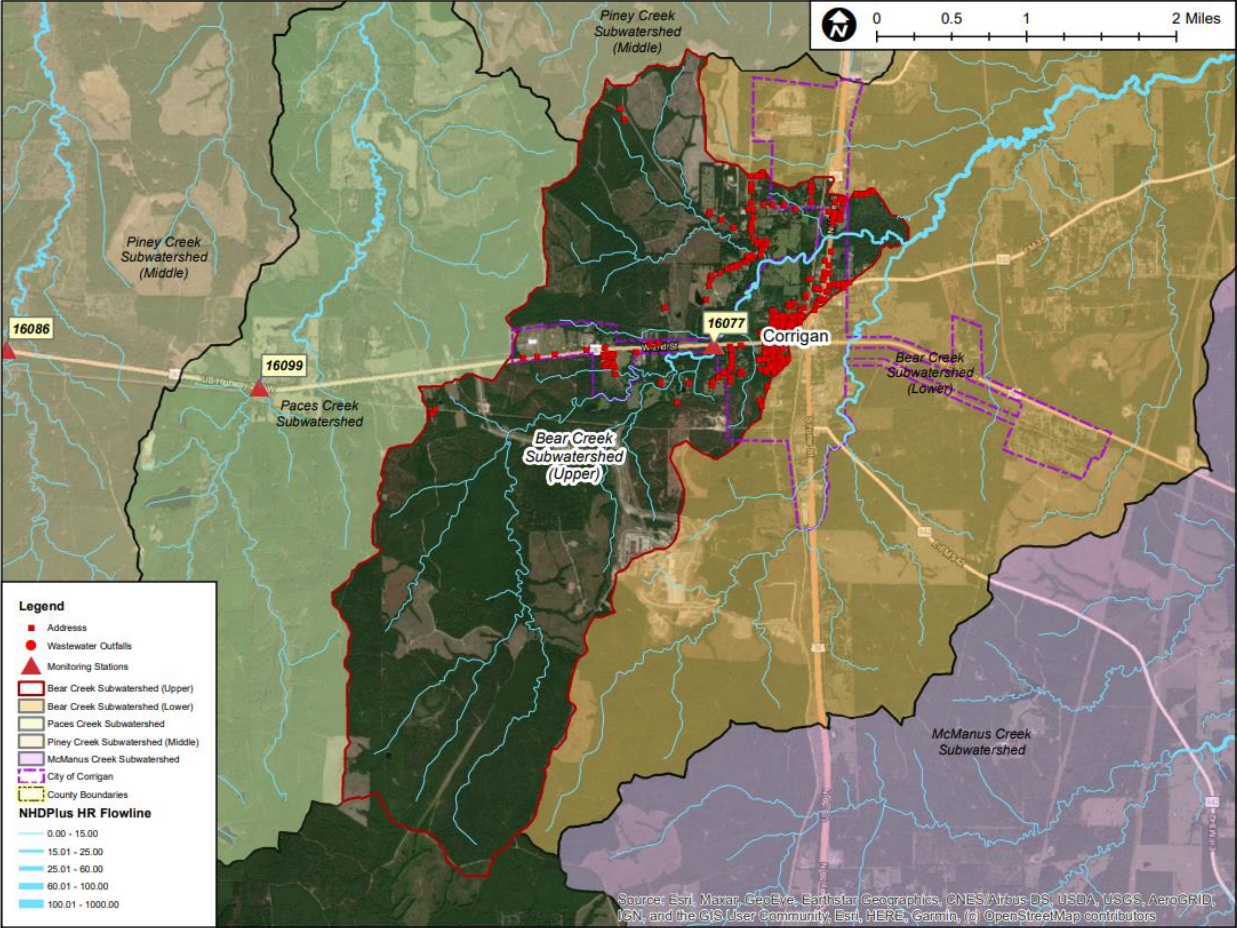 Piney Creek
Subwatershed
(Middle)
N
0 0.5 1 2 Miles
Piney Creek
Subwatershed
(Middle)
16086
16099
16077
Corrigan
W 2nd St
Paces Creek
Subwatershed
Bear Creek
Subwatershed
(Lower)
Bear Creek
Subwatershed
(Upper)
McManus Creek
Subwatershed
942
Legend
Addresss
Wastewater Outfalls
Monitoring Stations
Bear Creek Subwatershed (Upper)
Bear Creek Subwatershed (Lower)
Paces Creek Subwatershed
Piney Creek Subwatershed (Middle)
McManus Creek Subwatershed
City of Corrigan
County Boundaries
NHDPlus HR Flowline
0.00 - 15.00
15.01 - 25.00
25.01 - 60.00
60.01 - 100.00
100.01 - 1000.00
Source: Esri, Maxar, GeoEye, Earthstar Geographics, CNES/Airbus DS, USDA, USGS, AeroGRID,
IGN, and the GIS User Community, Esri, HERE, Garmin, (c) OpenStreetMap contributors